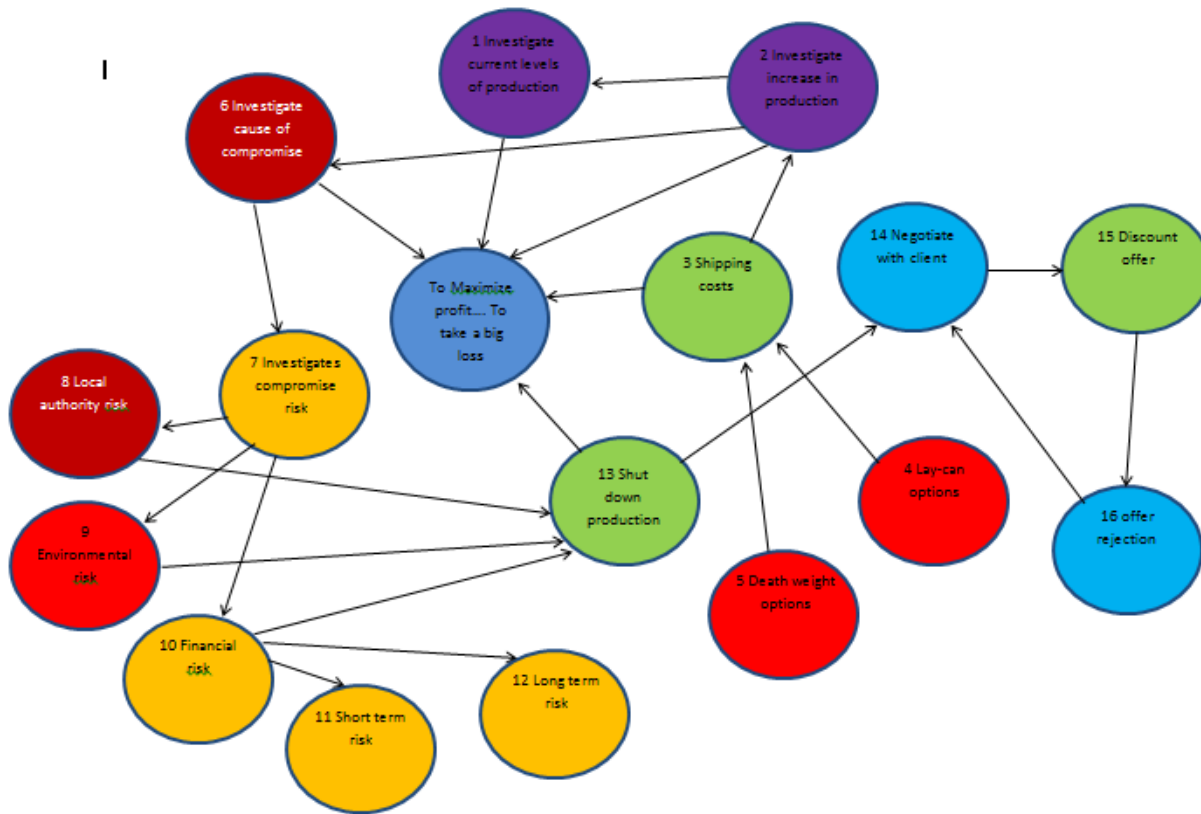 I
1 Investigate
current levels
of production
2 Investigate
increase in
production
6 Investigate
cause of
compromise
14 Negotiate
with client
15 Discount
offer
3 Shipping
costs
To Maximize
profit.... To
take a big
loss
7 Investigates
compromise
risk
8 Local
authority risk
13 Shut
down
production
4 Lay-can
options
16 offer
rejection
9
Environmental
risk
5 Death weight
options
10 Financial
risk
12 Long term
risk
11 Short term
risk